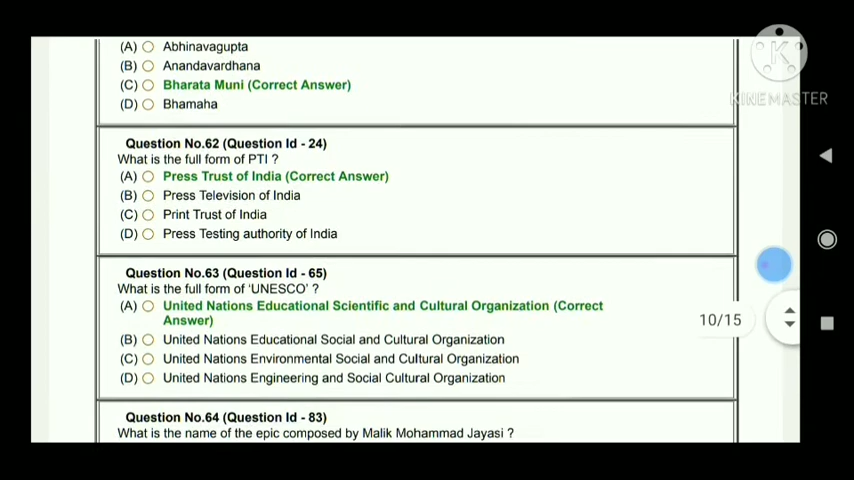 (A) Abhinavagupta
(B) Anandavardhana
(C) Bharata Muni (Correct Answer)
(D) Bhamaha
Question No.62 (Question Id - 24)
What is the full form of PTI ?
(A) Press Trust of India (Correct Answer)
(B) Press Television of India
(C) Print Trust of India
(D) Press Testing authority of India
Question No.63 (Question Id - 65)
What is the full form of 'UNESCO' ?
(A) United Nations Educational Scientific and Cultural Organization (Correct
Answer)
(B) United Nations Educational Social and Cultural Organization
(C) United Nations Environmental Social and Cultural Organization
(D) United Nations Engineering and Social Cultural Organization
Question No.64 (Question Id - 83)
What is the name of the epic composed by Malik Mohammad Jayasi ?
10/15
K
KINEMASTER